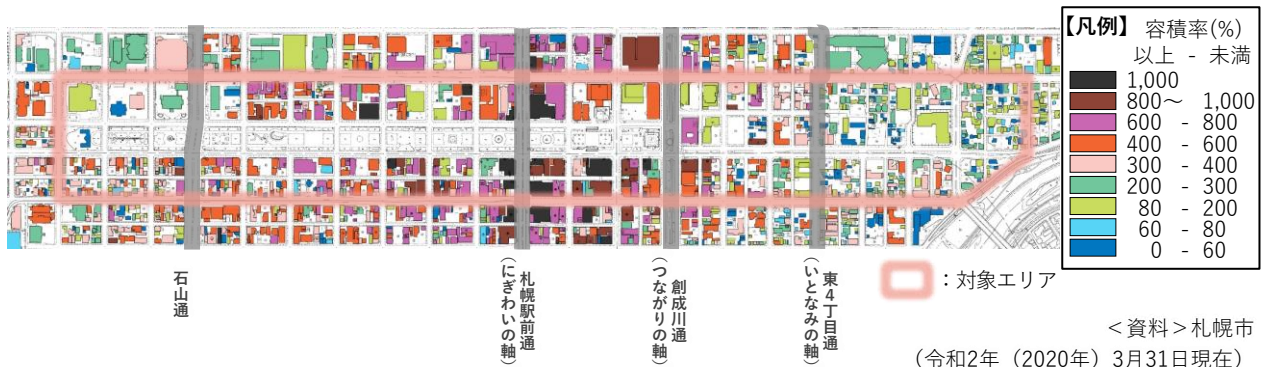 【凡例】 容積率(%)
以上 - 未満
1,000
800～ 1,000
600 - 800
400 - 600
300 - 400
200 - 300
80 - 200
60 - 80
0 - 60
石山通
札幌駅前通
(にぎわいの軸)
創成川通
(つながりの軸)
東4丁目通
(いとなみの軸)
：対象エリア
＜資料＞札幌市
（令和2年（2020年）3月31日現在）